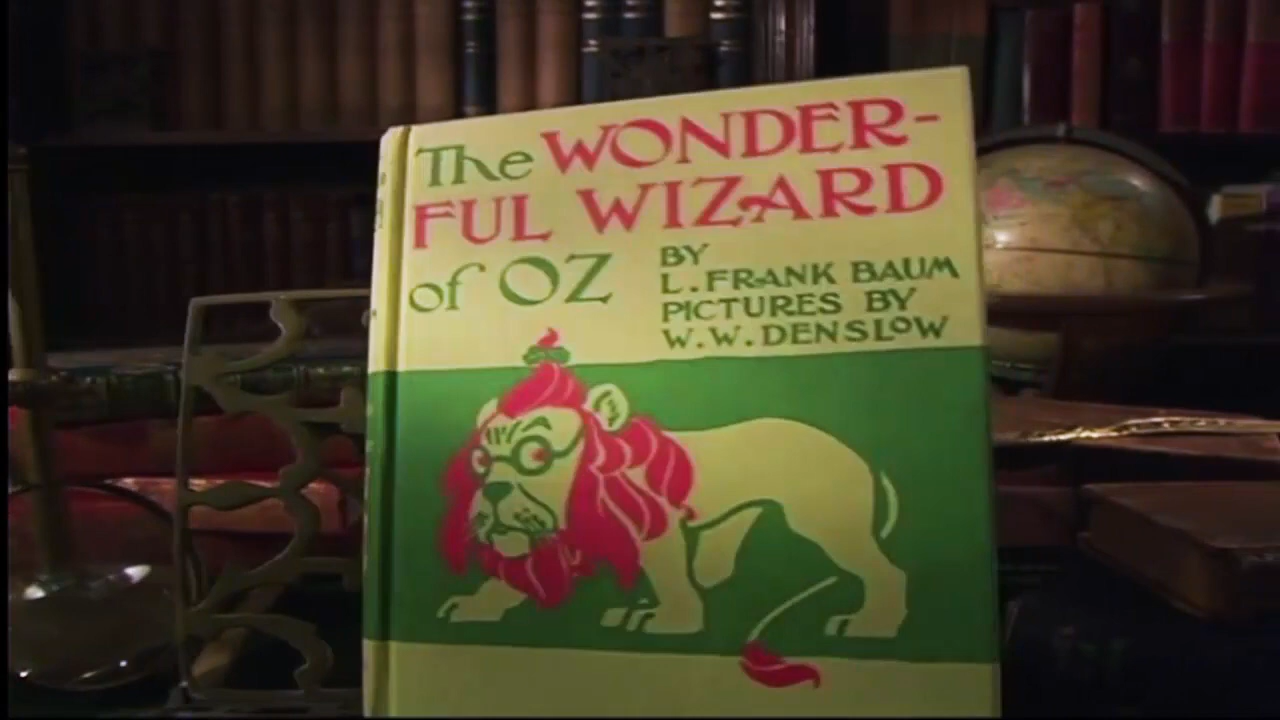 The WONDER-
FUL WIZARD
of OZ
BY
L. FRANK BAUM
PICTURES BY
W. W. DENSLOW